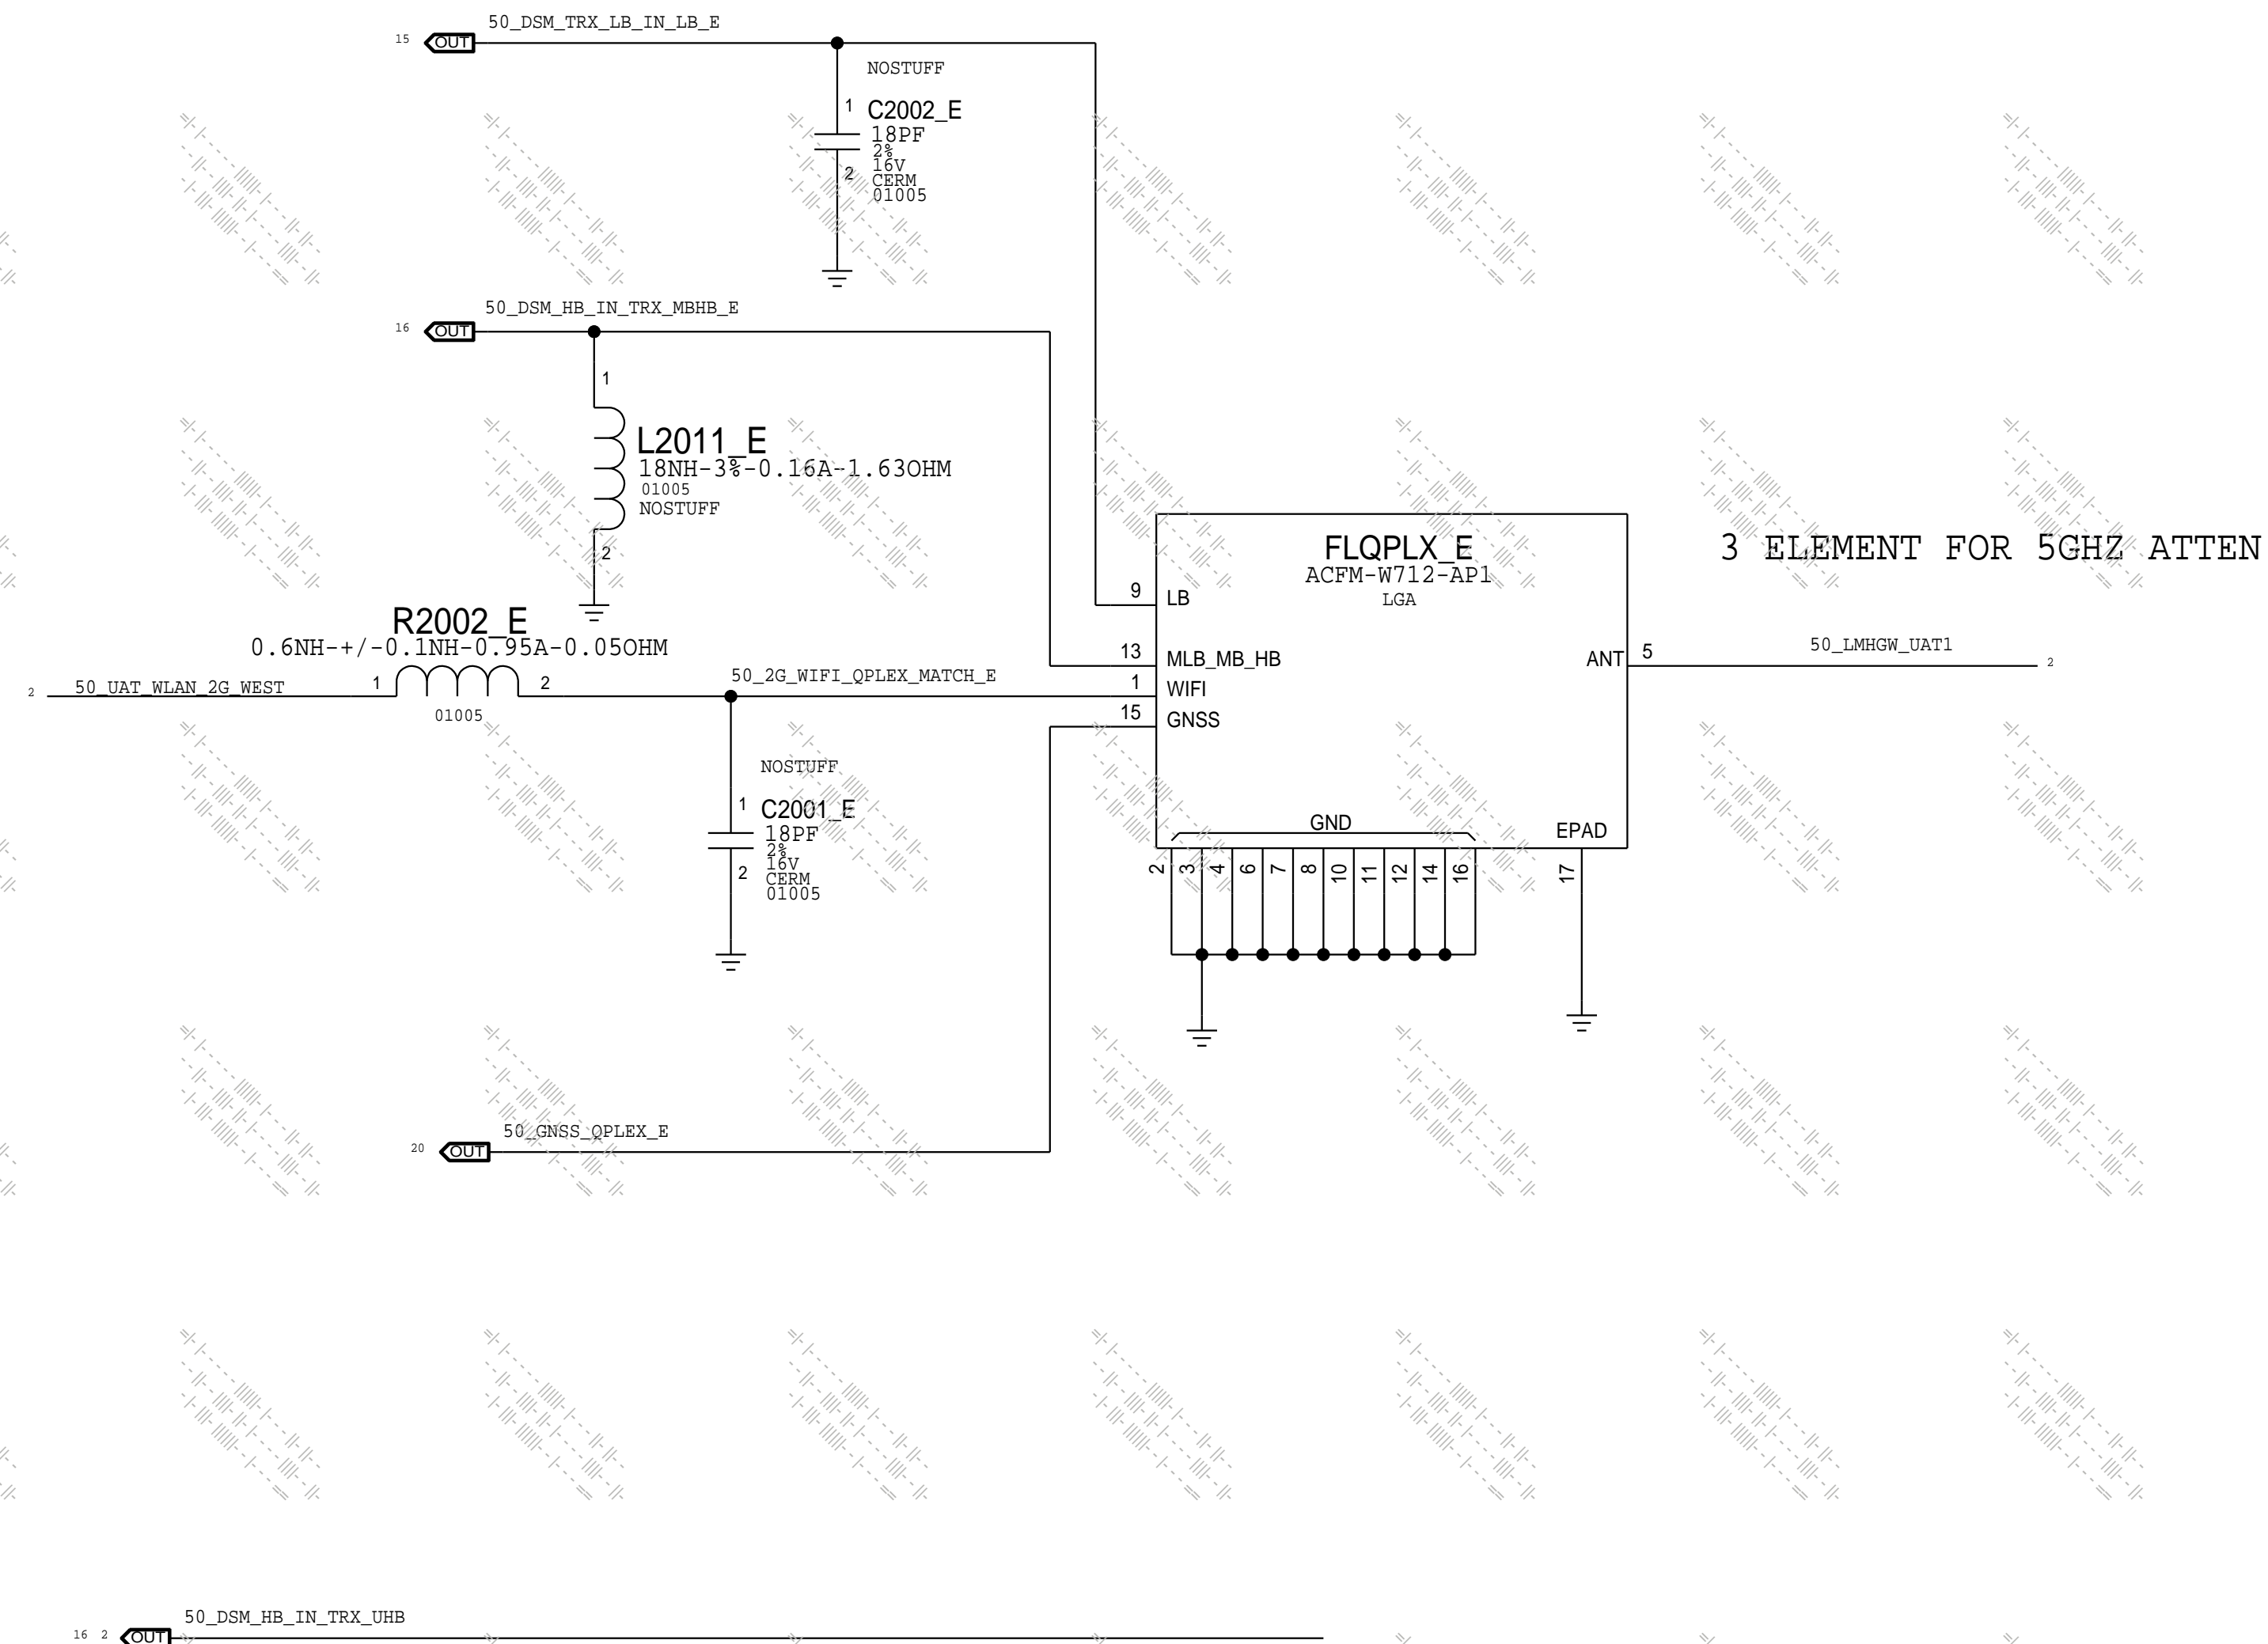 50_DSM_TRX_LB_IN_LB_E
15 OUT
NOSTUFF
1 C2002_E
18PF
2%
16V
2 CERM
01005
50_DSM_HB_IN_TRX_MBHB_E
16 OUT
1
L2011_E
18NH-3%-0.16A-1.63OHM
01005
NOSTUFF
2
FLQPLX_E
ACFM-W712-AP1
LGA
3 ELEMENT FOR 5GHZ ATTEN
9 LB
R2002_E
0.6NH-+/-0.1NH-0.95A-0.05OHM
13 MLB_MB_HB
ANT 5 50_LMHGW_UAT1 2
2 50_UAT_WLAN_2G_WEST 1 2 50_2G_WIFI_QPLEX_MATCH_E 1 WIFI
01005
15 GNSS
NOSTUFF
1 C2001_E
18PF
2%
16V
2 CERM
01005
GND
EPAD
2 3 4 6 7 8 10 11 12 14 16 17
50_GNSS_QPLEX_E
20 OUT
50_DSM_HB_IN_TRX_UHB
16 2 OUT